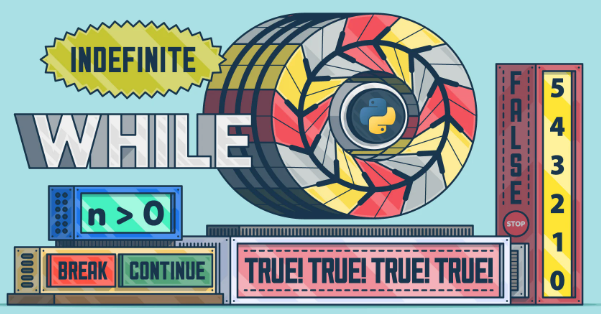 INDEFINITE
WHILE
n > 0
BREAK
CONTINUE
TRUE! TRUE! TRUE! TRUE!
FALSE
STOP
5
4
3
2
1
0